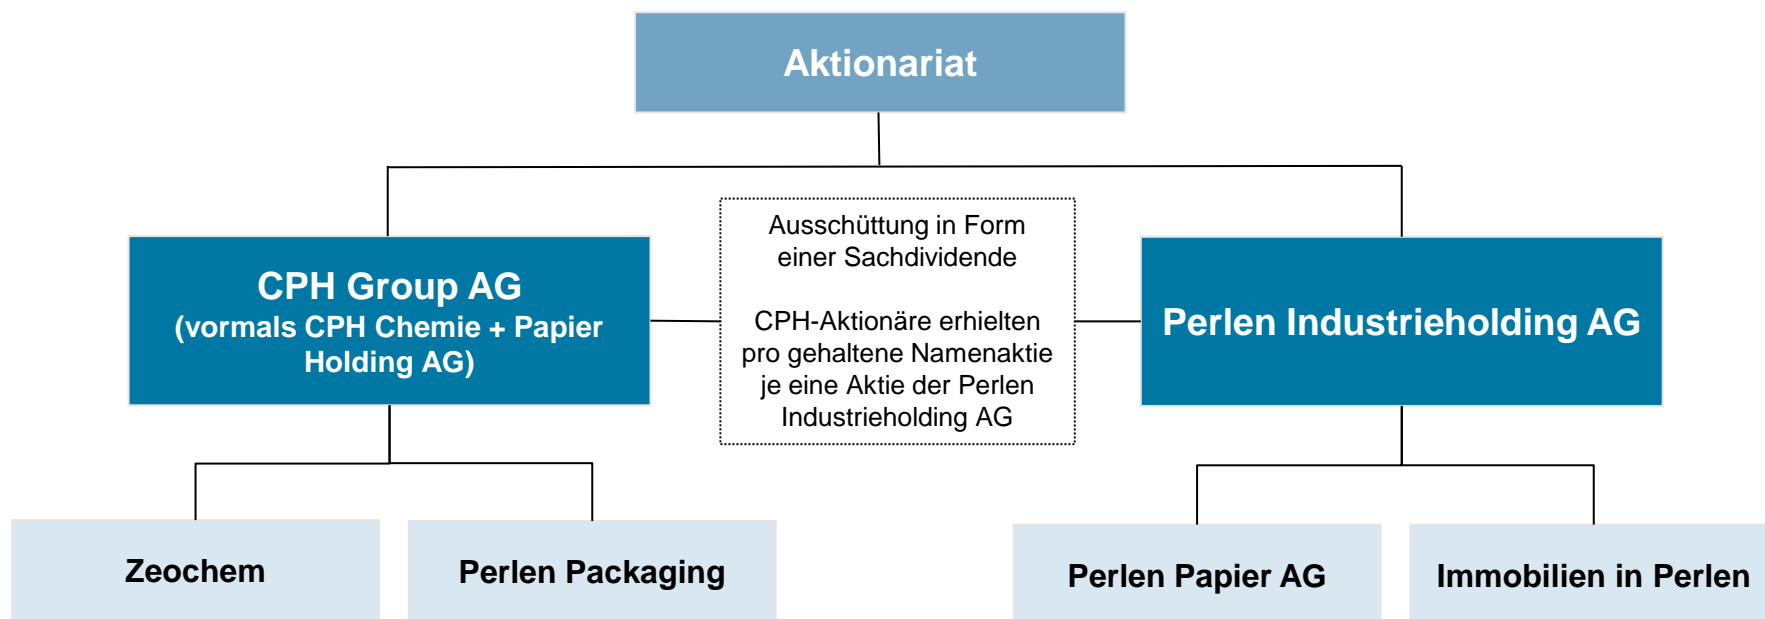 Aktionariat
CPH Group AG
(vormals CPH Chemie + Papier
Holding AG)
Ausschüttung in Form
einer Sachdividende
CPH-Aktionäre erhielten
pro gehaltene Namenaktie
je eine Aktie der Perlen
Industrieholding AG
Perlen Industrieholding AG
Zeochem
Perlen Packaging
Perlen Papier AG
Immobilien in Perlen